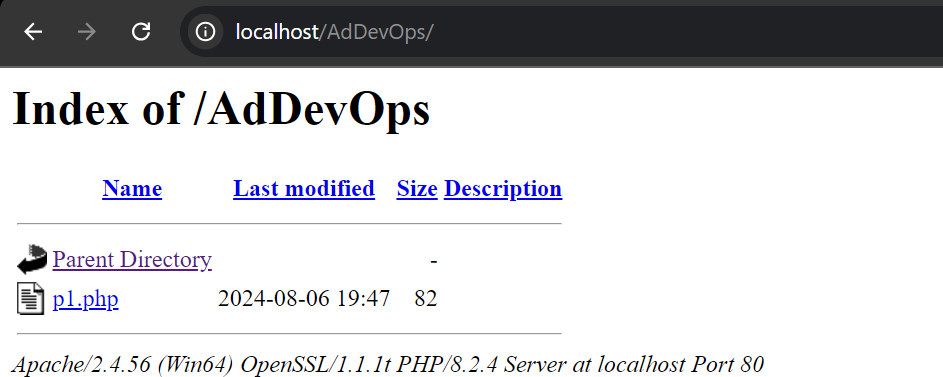 localhost/AdDevOps/
Index of /AdDevOps
Name Last modified Size Description
Parent Directory -
p1.php 2024-08-06 19:47 82
Apache/2.4.56 (Win64) OpenSSL/1.1.1t PHP/8.2.4 Server at localhost Port 80